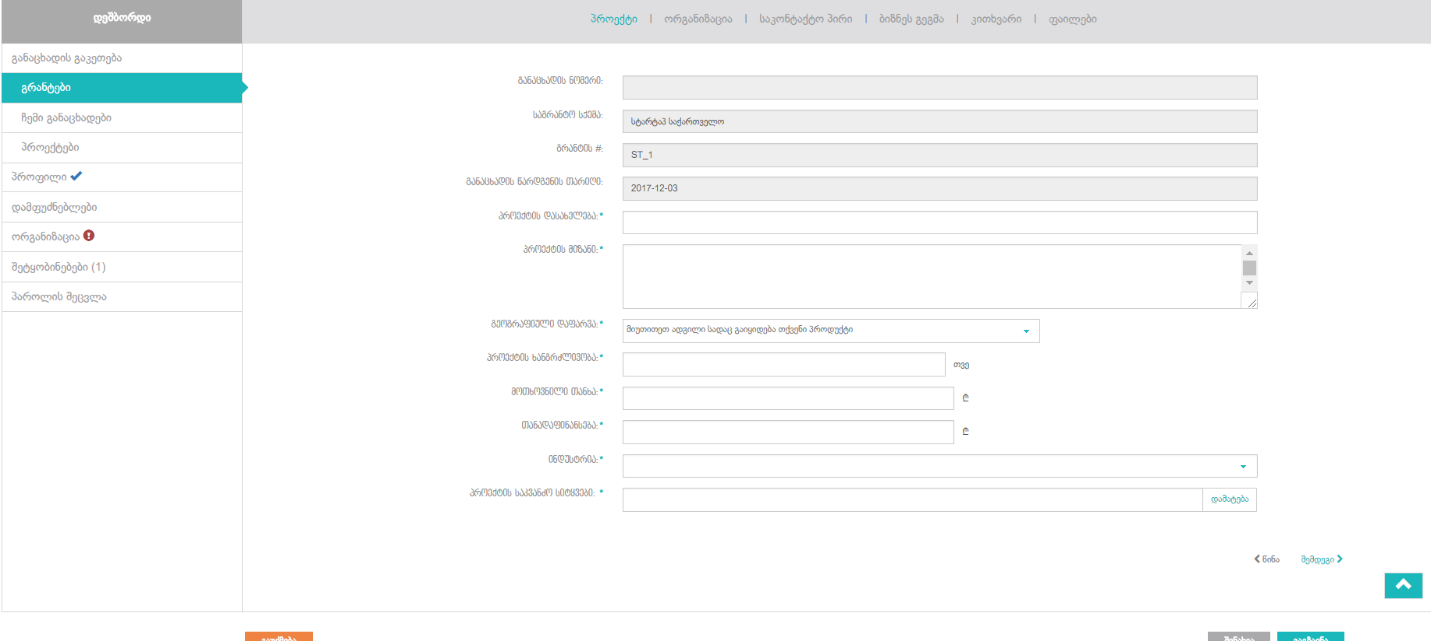 დეშბორდი
პროექტი | ორგანიზაცია | საკონტაქტო პირი | ბიზნეს გეგმა | კითხვარი | ფაილები
განაცხადის გაკეთება
გრანტები
ჩემი განაცხადები
პროექტები
პროფილი
დამფუძნებლები
ორგანიზაცია
შეტყობინებები (1)
პაროლის შეცვლა
განაცხადის ნომერი:
საგრანტო სქემა:
სტარტაპ საქართველო
გრანტის #:
ST_1
განაცხადის წარდგენის თარიღი:
2017-12-03
პროექტის დასახელება:*
პროექტის მიზანი:*
გეოგრაფიული დაფარვა:*
მიუთითეთ ადგილი სადაც გაიყიდება თქვენი პროდუქტი
პროექტის ხანგრძლივობა:*
თვე
მოთხოვნილი თანხა:*
₾
თანადაფინანსება:*
₾
ინდუსტრია:*
პროექტის საკვანძო სიტყვები: *
დამატება
წინა
შემდეგი
გაუქმება
შენახვა
გაგზავნა